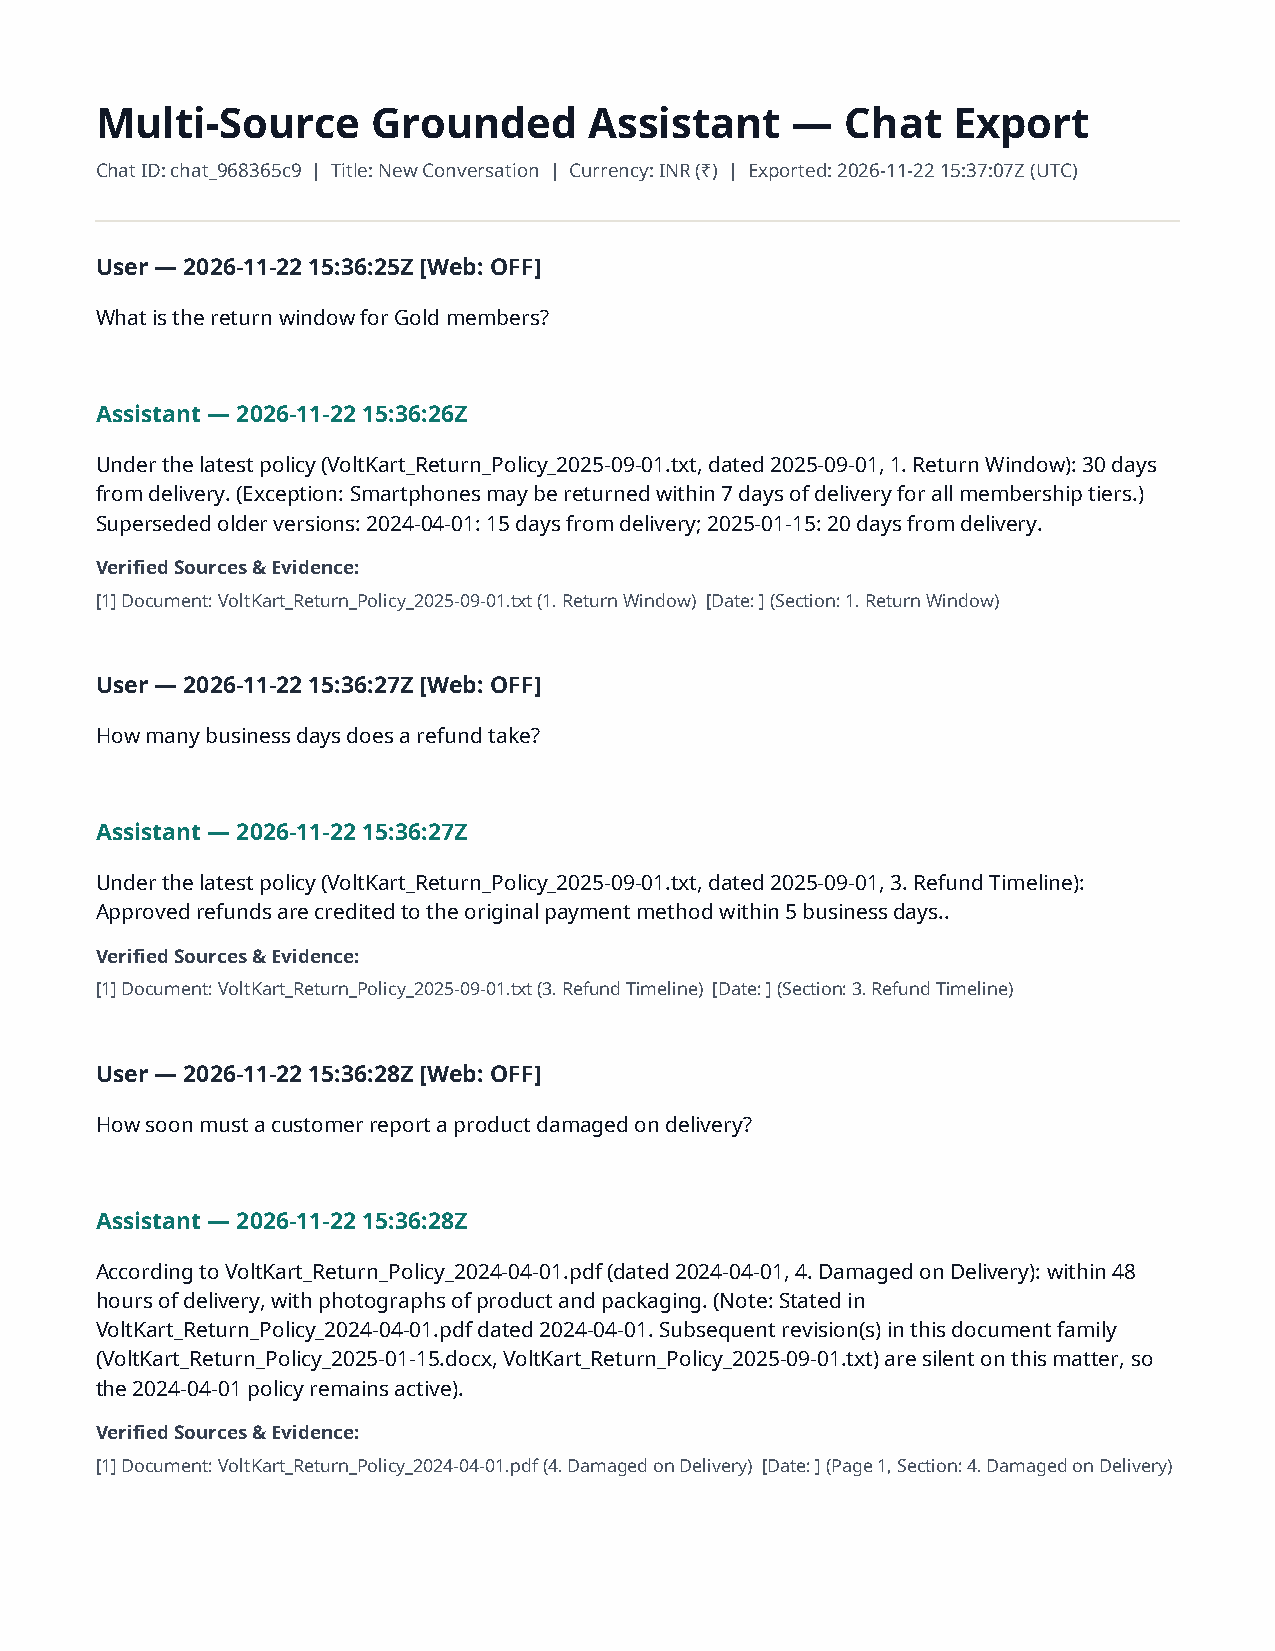 Multi-Source Grounded Assistant — Chat Export
Chat ID: chat_968365c9 | Title: New Conversation | Currency: INR (₹) | Exported: 2026-11-22 15:37:07Z (UTC)
User — 2026-11-22 15:36:25Z [Web: OFF]
What is the return window for Gold members?
Assistant — 2026-11-22 15:36:26Z
Under the latest policy (VoltKart_Return_Policy_2025-09-01.txt, dated 2025-09-01, 1. Return Window): 30 days
from delivery. (Exception: Smartphones may be returned within 7 days of delivery for all membership tiers.)
Superseded older versions: 2024-04-01: 15 days from delivery; 2025-01-15: 20 days from delivery.
Verified Sources & Evidence:
[1] Document: VoltKart_Return_Policy_2025-09-01.txt (1. Return Window) [Date: ] (Section: 1. Return Window)
User — 2026-11-22 15:36:27Z [Web: OFF]
How many business days does a refund take?
Assistant — 2026-11-22 15:36:27Z
Under the latest policy (VoltKart_Return_Policy_2025-09-01.txt, dated 2025-09-01, 3. Refund Timeline):
Approved refunds are credited to the original payment method within 5 business days..
Verified Sources & Evidence:
[1] Document: VoltKart_Return_Policy_2025-09-01.txt (3. Refund Timeline) [Date: ] (Section: 3. Refund Timeline)
User — 2026-11-22 15:36:28Z [Web: OFF]
How soon must a customer report a product damaged on delivery?
Assistant — 2026-11-22 15:36:28Z
According to VoltKart_Return_Policy_2024-04-01.pdf (dated 2024-04-01, 4. Damaged on Delivery): within 48
hours of delivery, with photographs of product and packaging. (Note: Stated in
VoltKart_Return_Policy_2024-04-01.pdf dated 2024-04-01. Subsequent revision(s) in this document family
(VoltKart_Return_Policy_2025-01-15.docx, VoltKart_Return_Policy_2025-09-01.txt) are silent on this matter, so
the 2024-04-01 policy remains active).
Verified Sources & Evidence:
[1] Document: VoltKart_Return_Policy_2024-04-01.pdf (4. Damaged on Delivery) [Date: ] (Page 1, Section: 4. Damaged on Delivery)